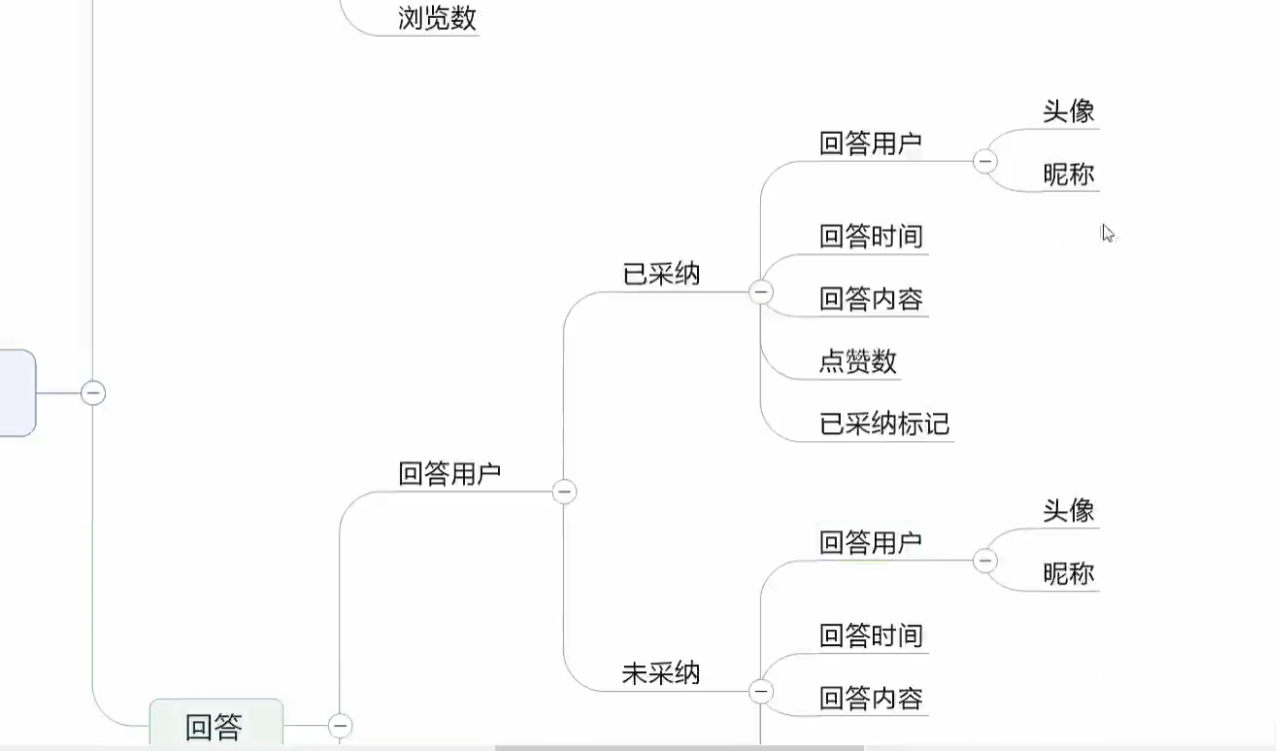 浏览数
头像
回答用户
昵称
回答时间
已采纳
回答内容
点赞数
已采纳标记
回答用户
头像
回答用户
昵称
回答时间
未采纳
回答内容
回答